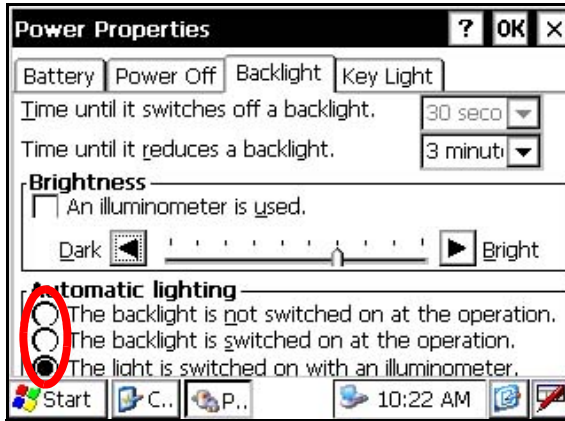 Power Properties ? OK ×
Battery Power Off Backlight Key Light
Time until it switches off a backlight. 30 seco
Time until it reduces a backlight. 3 minut
Brightness
An illuminometer is used.
Dark Bright
Automatic lighting
The backlight is not switched on at the operation.
The backlight is switched on at the operation.
The light is switched on with an illuminometer.
Start C.. P.. 10:22 AM